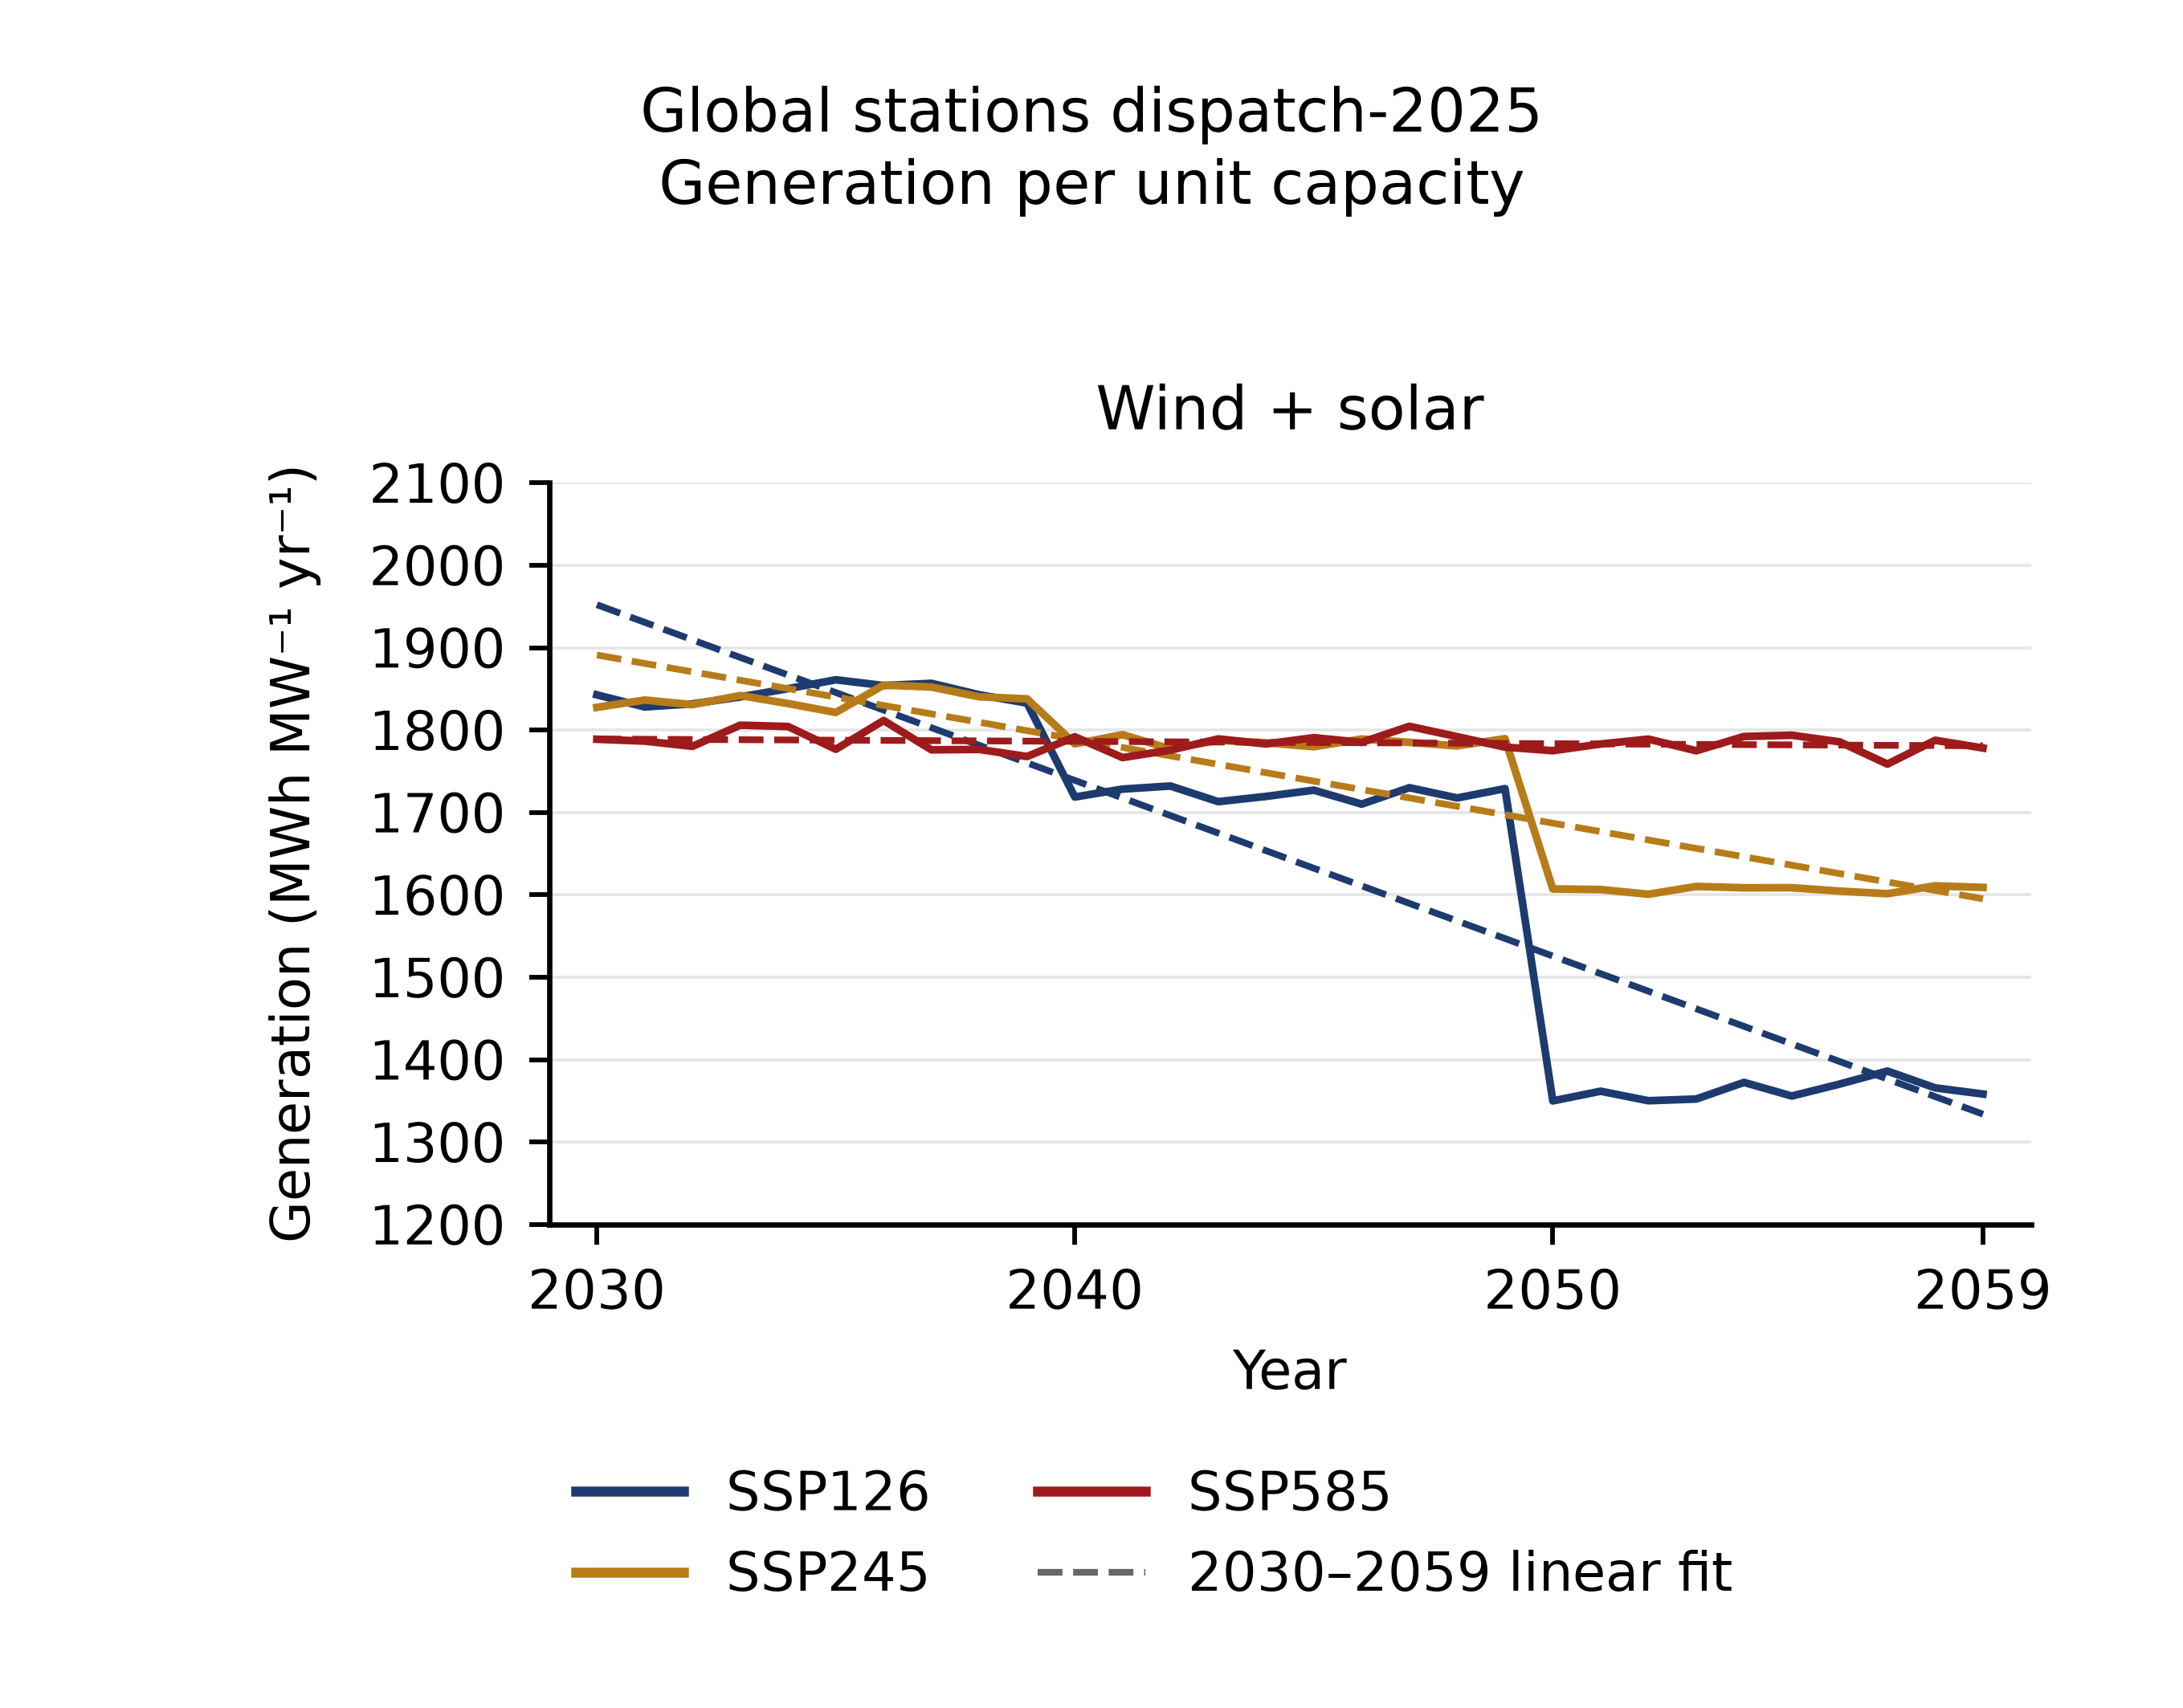 Global stations dispatch-2025
Generation per unit capacity
Wind + solar
Generation (MWh MW⁻¹ yr⁻¹)
2100
2000
1900
1800
1700
1600
1500
1400
1300
1200
2030 2040 2050 2059
Year
SSP126 SSP585
SSP245 2030–2059 linear fit